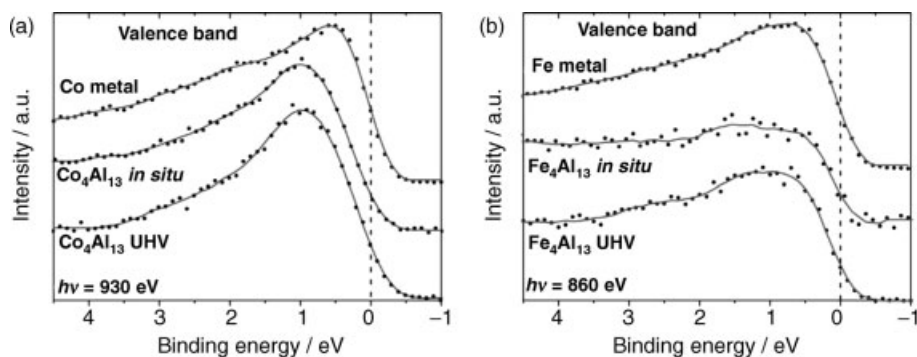 (a)
Valence band
Co metal
Co₄Al₁₃ in situ
Co₄Al₁₃ UHV
hν = 930 eV
Intensity / a.u.
4 3 2 1 0 −1
Binding energy / eV
(b)
Valence band
Fe metal
Fe₄Al₁₃ in situ
Fe₄Al₁₃ UHV
hν = 860 eV
Intensity / a.u.
4 3 2 1 0 −1
Binding energy / eV